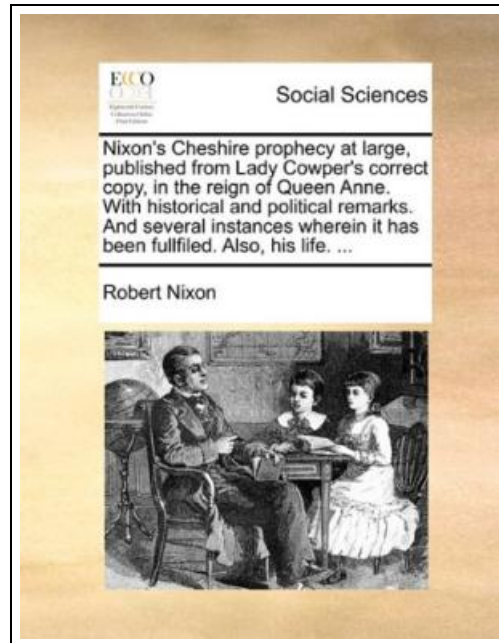 ECCO
Social Sciences
Nixon's Cheshire prophecy at large,
published from Lady Cowper's correct
copy, in the reign of Queen Anne.
With historical and political remarks.
And several instances wherein it has
been fullfiled. Also, his life. ...
Robert Nixon